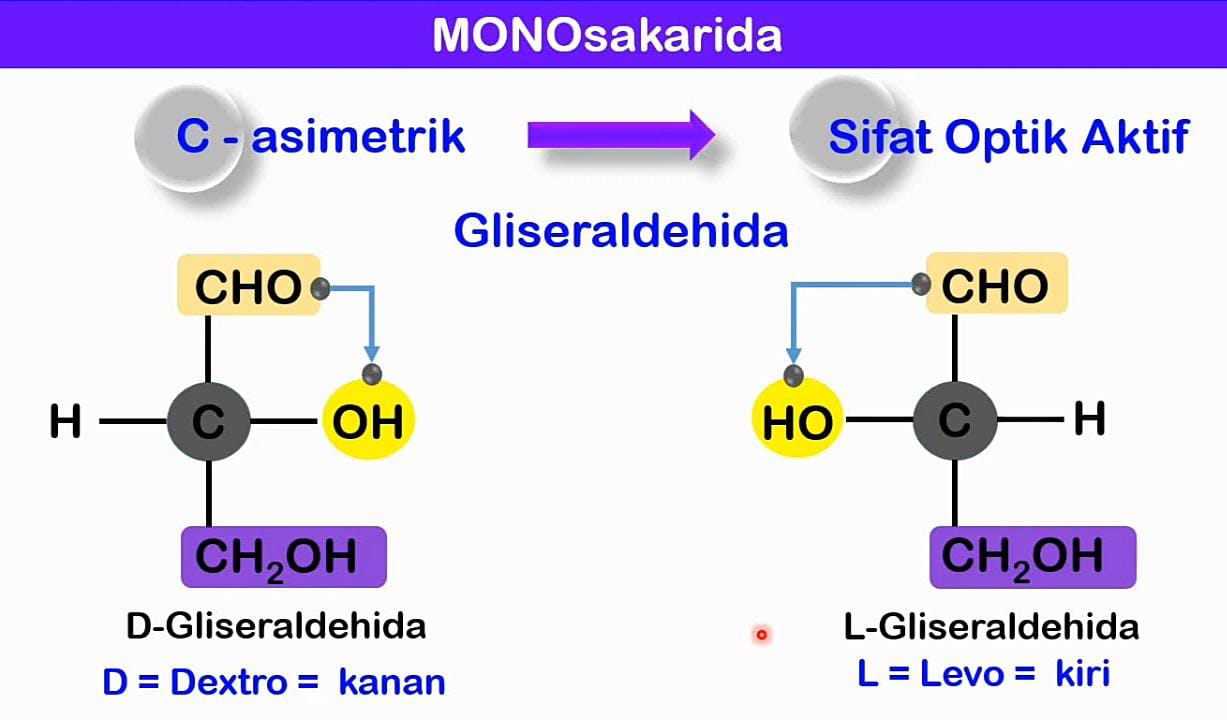 MONOsakarida
C - asimetrik
Sifat Optik Aktif
Gliseraldehida
CHO
H
C
OH
CH₂OH
D-Gliseraldehida
D = Dextro = kanan
CHO
HO
C
H
CH₂OH
L-Gliseraldehida
L = Levo = kiri